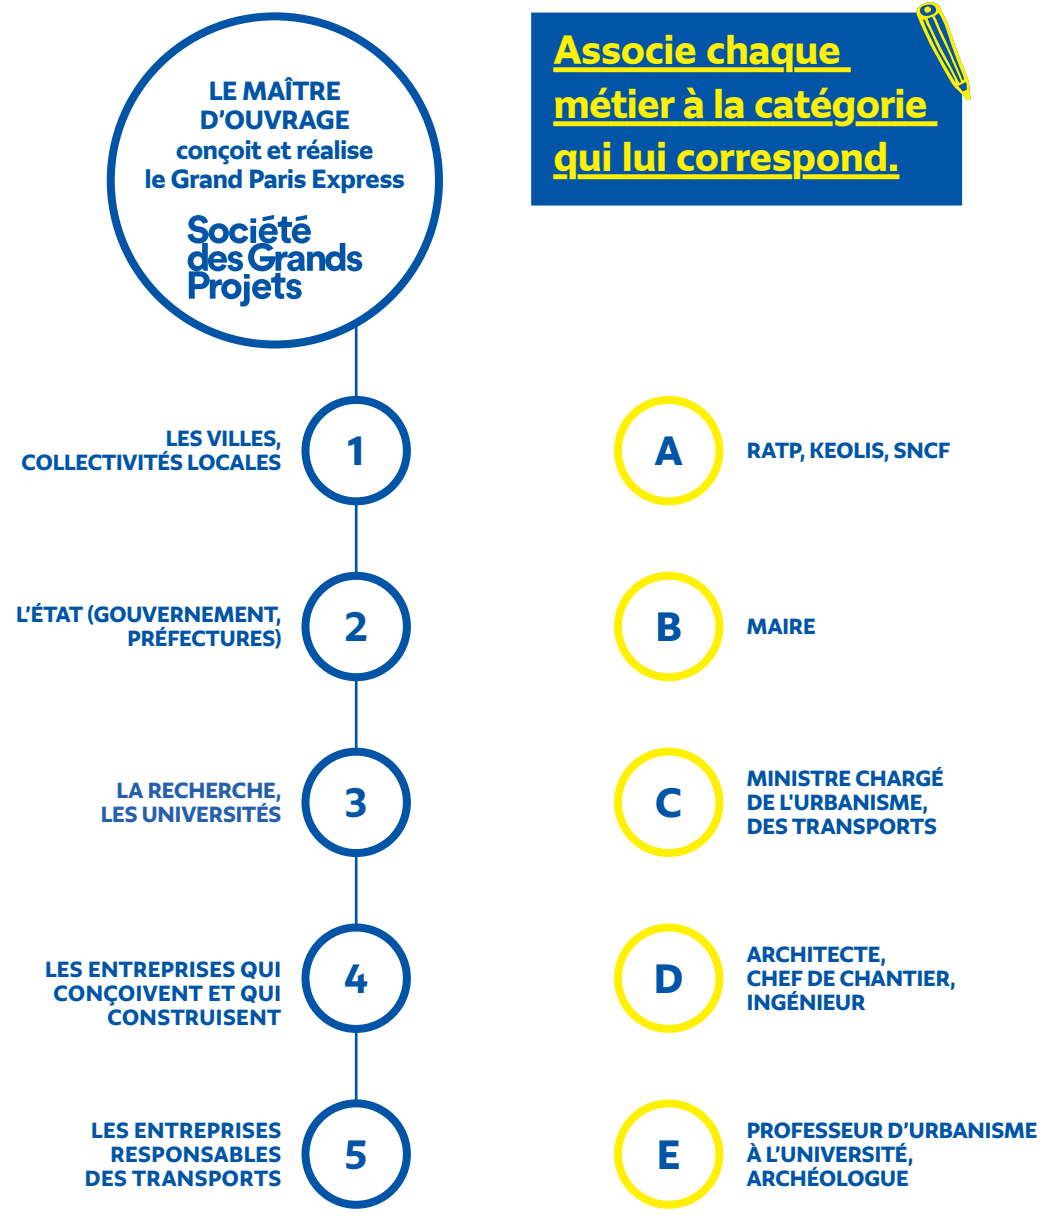 LE MAÎTRE
D'OUVRAGE
conçoit et réalise
le Grand Paris Express
Société
des Grands
Projets
Associe chaque
métier à la catégorie
qui lui correspond.
LES VILLES,
COLLECTIVITÉS LOCALES
1
A
RATP, KEOLIS, SNCF
L'ÉTAT (GOUVERNEMENT,
PRÉFECTURES)
2
B
MAIRE
LA RECHERCHE,
LES UNIVERSITÉS
3
C
MINISTRE CHARGÉ
DE L'URBANISME,
DES TRANSPORTS
LES ENTREPRISES QUI
CONÇOIVENT ET QUI
CONSTRUISENT
4
D
ARCHITECTE,
CHEF DE CHANTIER,
INGÉNIEUR
LES ENTREPRISES
RESPONSABLES
DES TRANSPORTS
5
E
PROFESSEUR D'URBANISME
À L'UNIVERSITÉ,
ARCHÉOLOGUE